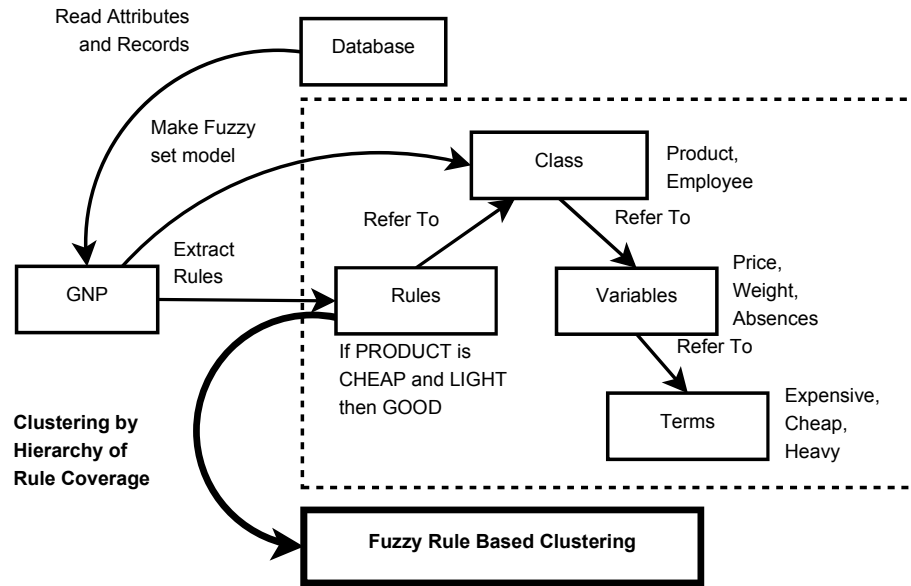 Read Attributes
and Records
Database
Make Fuzzy
set model
Class
Product,
Employee
Refer To
Refer To
Extract
Rules
GNP
Rules
Variables
Price,
Weight,
Absences
Refer To
If PRODUCT is
CHEAP and LIGHT
then GOOD
Terms
Expensive,
Cheap,
Heavy
Clustering by
Hierarchy of
Rule Coverage
Fuzzy Rule Based Clustering